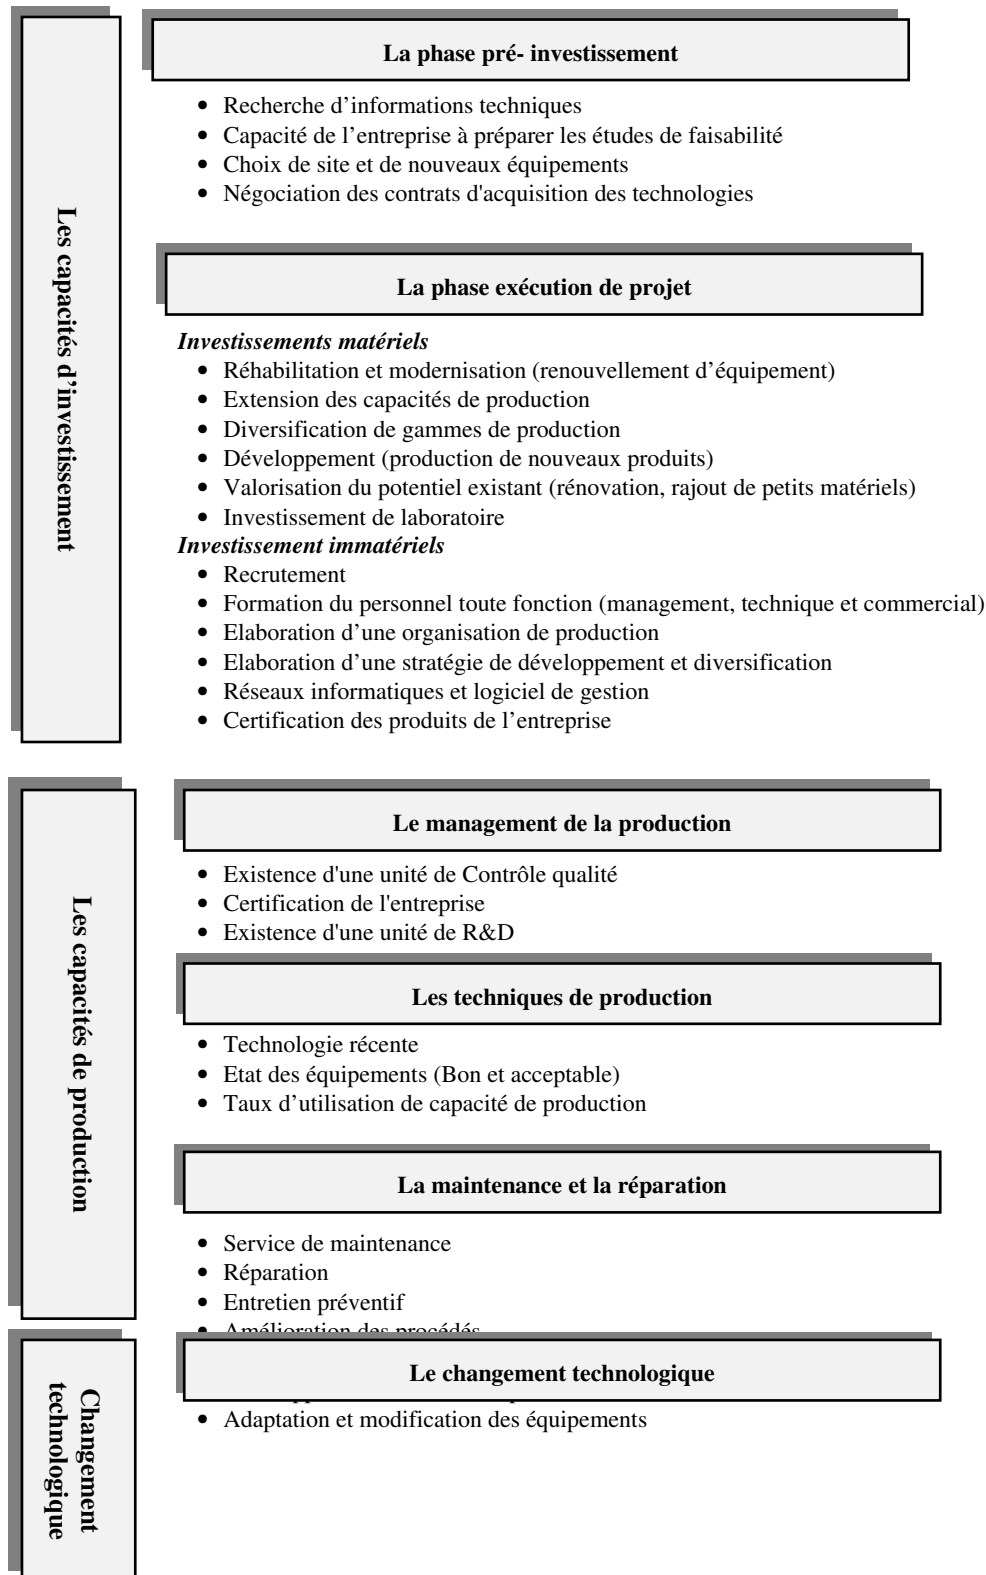 Les capacités d’investissement
La phase pré- investissement
• Recherche d’informations techniques
• Capacité de l’entreprise à préparer les études de faisabilité
• Choix de site et de nouveaux équipements
• Négociation des contrats d'acquisition des technologies
La phase exécution de projet
Investissements matériels
• Réhabilitation et modernisation (renouvellement d’équipement)
• Extension des capacités de production
• Diversification de gammes de production
• Développement (production de nouveaux produits)
• Valorisation du potentiel existant (rénovation, rajout de petits matériels)
• Investissement de laboratoire
Investissement immatériels
• Recrutement
• Formation du personnel toute fonction (management, technique et commercial)
• Elaboration d’une organisation de production
• Elaboration d’une stratégie de développement et diversification
• Réseaux informatiques et logiciel de gestion
• Certification des produits de l’entreprise
Les capacités de production
Le management de la production
• Existence d'une unité de Contrôle qualité
• Certification de l'entreprise
• Existence d'une unité de R&D
Les techniques de production
• Technologie récente
• Etat des équipements (Bon et acceptable)
• Taux d’utilisation de capacité de production
La maintenance et la réparation
• Service de maintenance
• Réparation
• Entretien préventif
• Amélioration des procédés
Changement
technologique
Le changement technologique
• Adaptation et modification des équipements